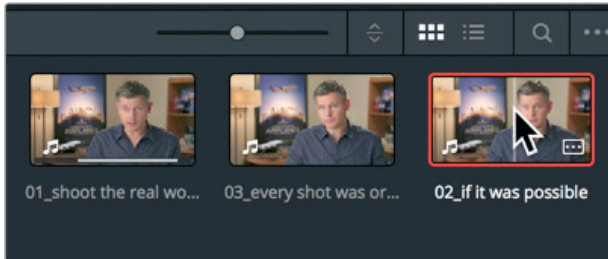 01_shoot the real wo...
03_every shot was or...
02_if it was possible